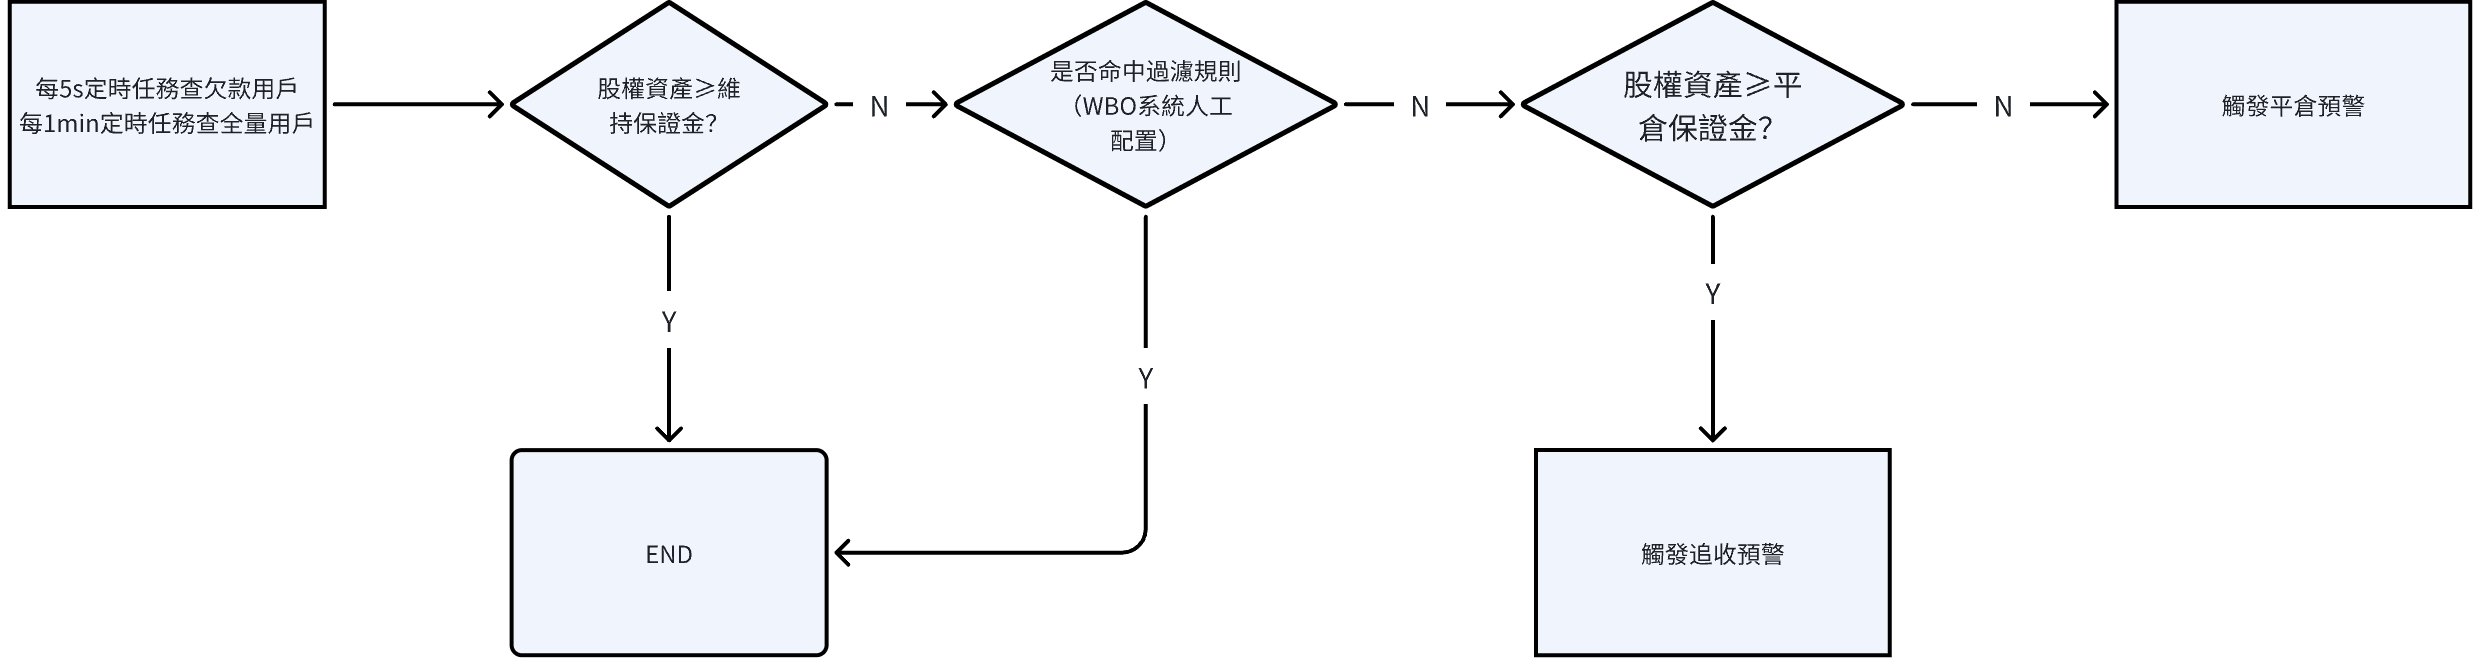 每5s定時任務查欠款用戶
每1min定時任務查全量用戶
股權資產≥維
持保證金?
N
是否命中過濾規則
（WBO系統人工
配置）
N
股權資產≥平
倉保證金?
N
觸發平倉預警
Y
Y
Y
END
觸發追收預警